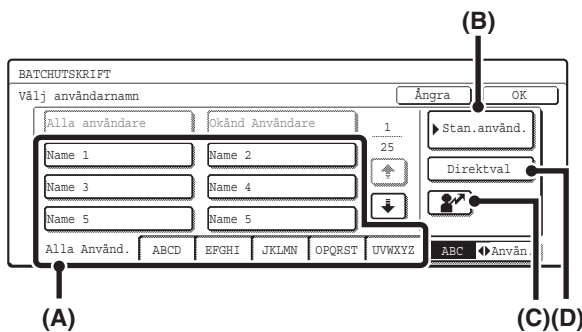 (B)
BATCHUTSKRIFT
Välj användarnamn
Ångra
OK
Alla användare
Okänd Användare
1
25
Stan.använd.
Name 1
Name 2
Direktval
Name 3
Name 4
Name 5
Name 5
Alla Använd.
ABCD
EFGHI
JKLMN
OPQRST
UVWXYZ
ABC
Använ.
(A)
(C)(D)